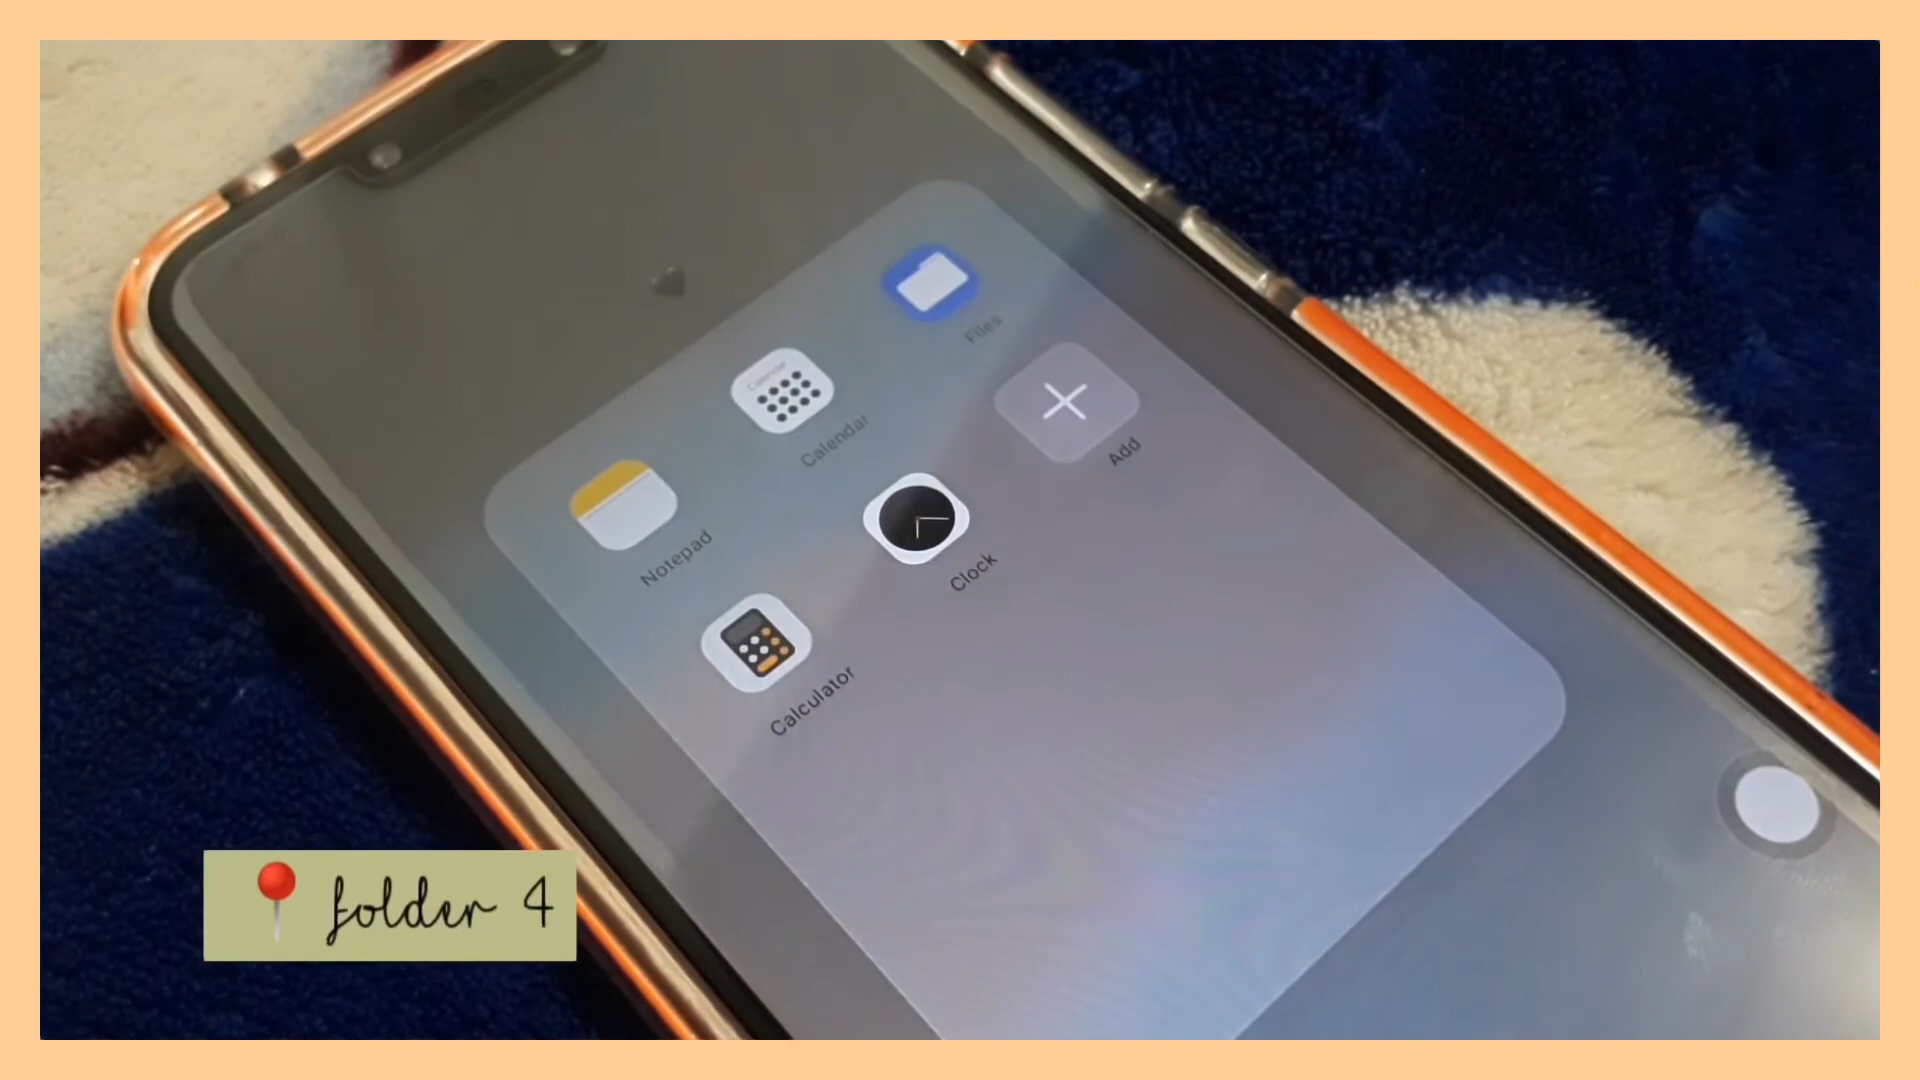 Notepad
Calendar
Files
Calculator
Clock
Add
folder 4